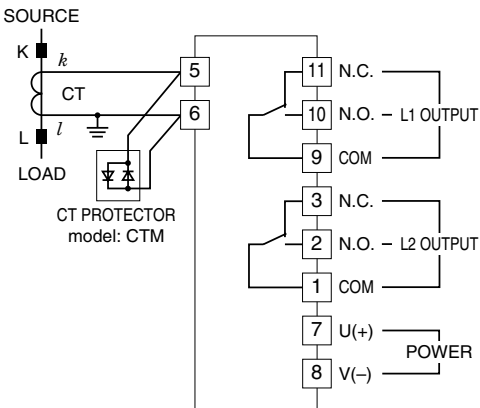 SOURCE
K
k
CT
L
l
LOAD
CT PROTECTOR
model: CTM
5
6
11 N.C.
10 N.O. L1 OUTPUT
9 COM
3 N.C.
2 N.O. L2 OUTPUT
1 COM
7 U(+)
POWER
8 V(–)